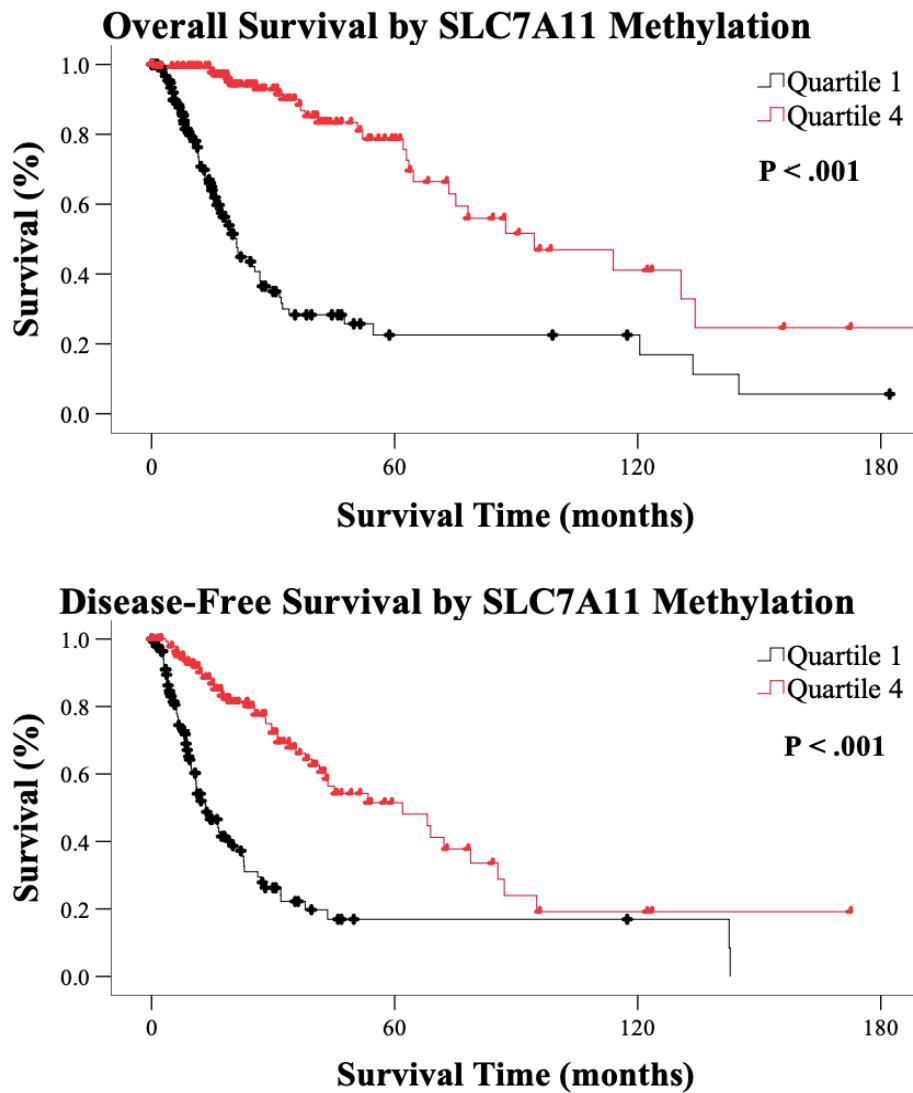 Overall Survival by SLC7A11 Methylation
1.0
0.8
0.6
0.4
0.2
0.0
Survival (%)
Quartile 1
Quartile 4
P < .001
0 60 120 180
Survival Time (months)
Disease-Free Survival by SLC7A11 Methylation
1.0
0.8
0.6
0.4
0.2
0.0
Survival (%)
Quartile 1
Quartile 4
P < .001
0 60 120 180
Survival Time (months)